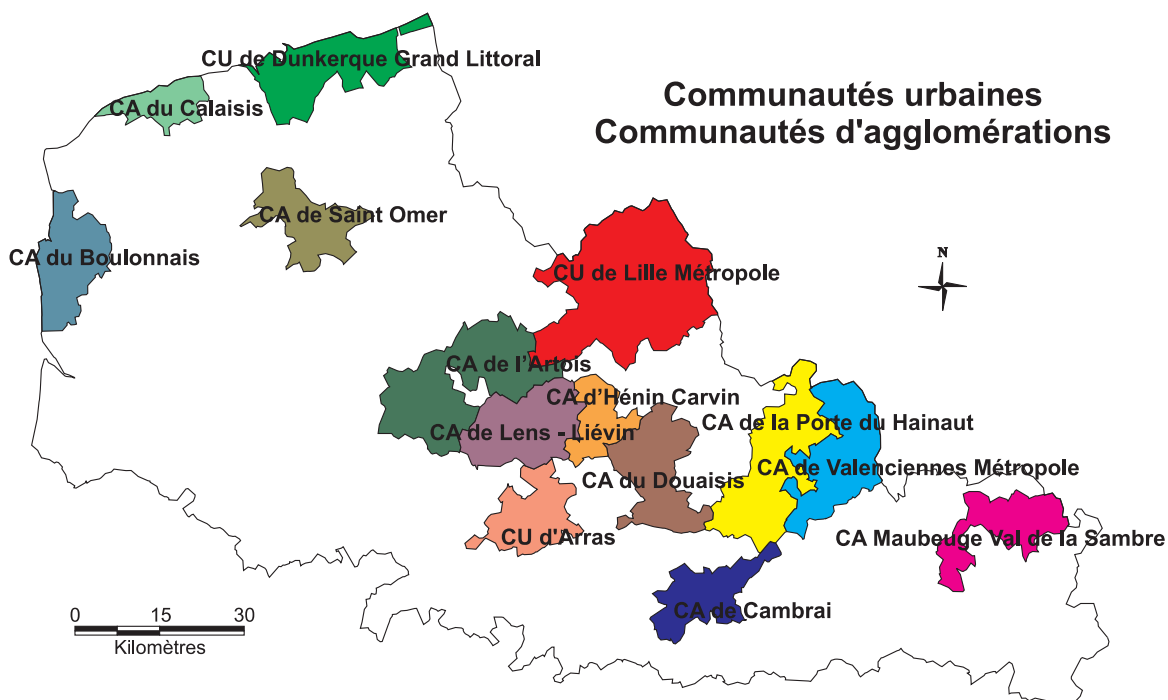 CU de Dunkerque Grand Littoral
CA du Calaisis
Communautés urbaines
Communautés d'agglomérations
CA de Saint Omer
CA du Boulonnais
N
CU de Lille Métropole
CA de l'Artois
CA d'Hénin Carvin
CA de la Porte du Hainaut
CA de Lens - Liévin
CA de Valenciennes Métropole
CA du Douaisis
CU d'Arras
CA Maubeuge Val de la Sambre
CA de Cambrai
0 15 30
Kilomètres